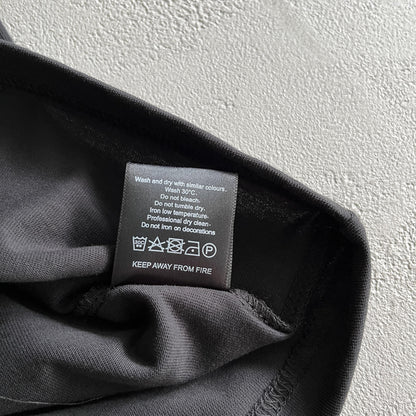 Wash and dry with similar colours.
Wash 30°C-
Do not bleach-
Do not tumble dry.
Iron low temperature-
Professional dry clean-
Do not Iron on decorations
P
KEEP AWAY FROM FIRE